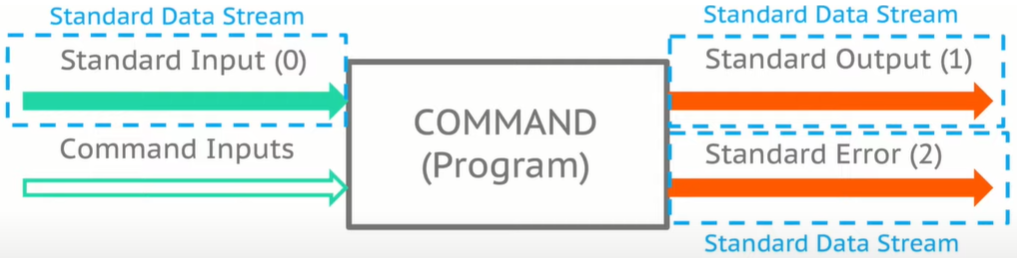 Standard Data Stream
Standard Input (0)
Command Inputs
COMMAND
(Program)
Standard Data Stream
Standard Output (1)
Standard Error (2)
Standard Data Stream